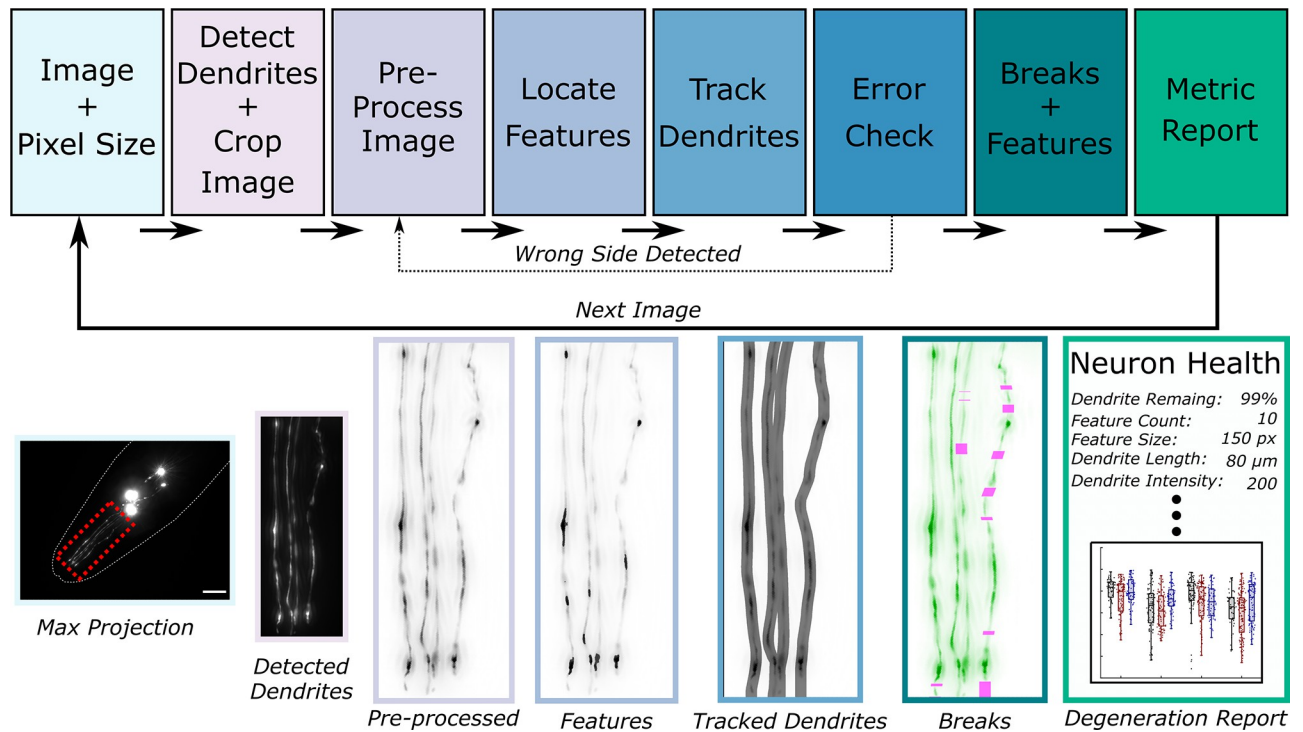 Image
+
Pixel Size
Detect
Dendrites
+
Crop
Image
Pre-
Process
Image
Locate
Features
Track
Dendrites
Error
Check
Breaks
+
Features
Metric
Report
Wrong Side Detected
Next Image
Max Projection
Detected
Dendrites
Pre-processed
Features
Tracked Dendrites
Breaks
Neuron Health
Dendrite Remaing: 99%
Feature Count: 10
Feature Size: 150 px
Dendrite Length: 80 µm
Dendrite Intensity: 200
Degeneration Report